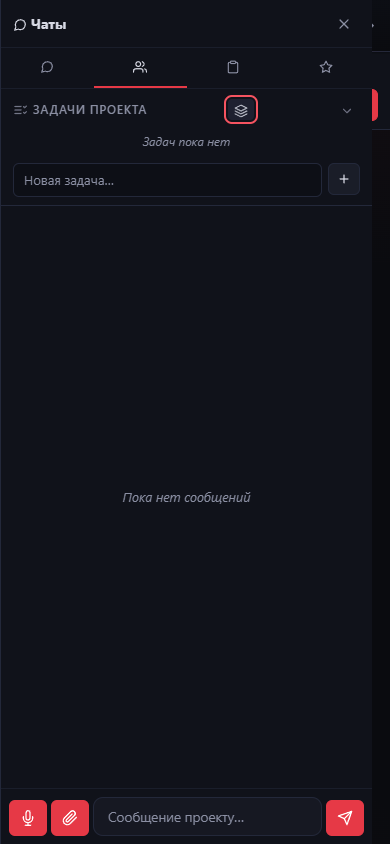 Чаты
ЗАДАЧИ ПРОЕКТА
Задач пока нет
Новая задача...
Пока нет сообщений
Сообщение проекту...